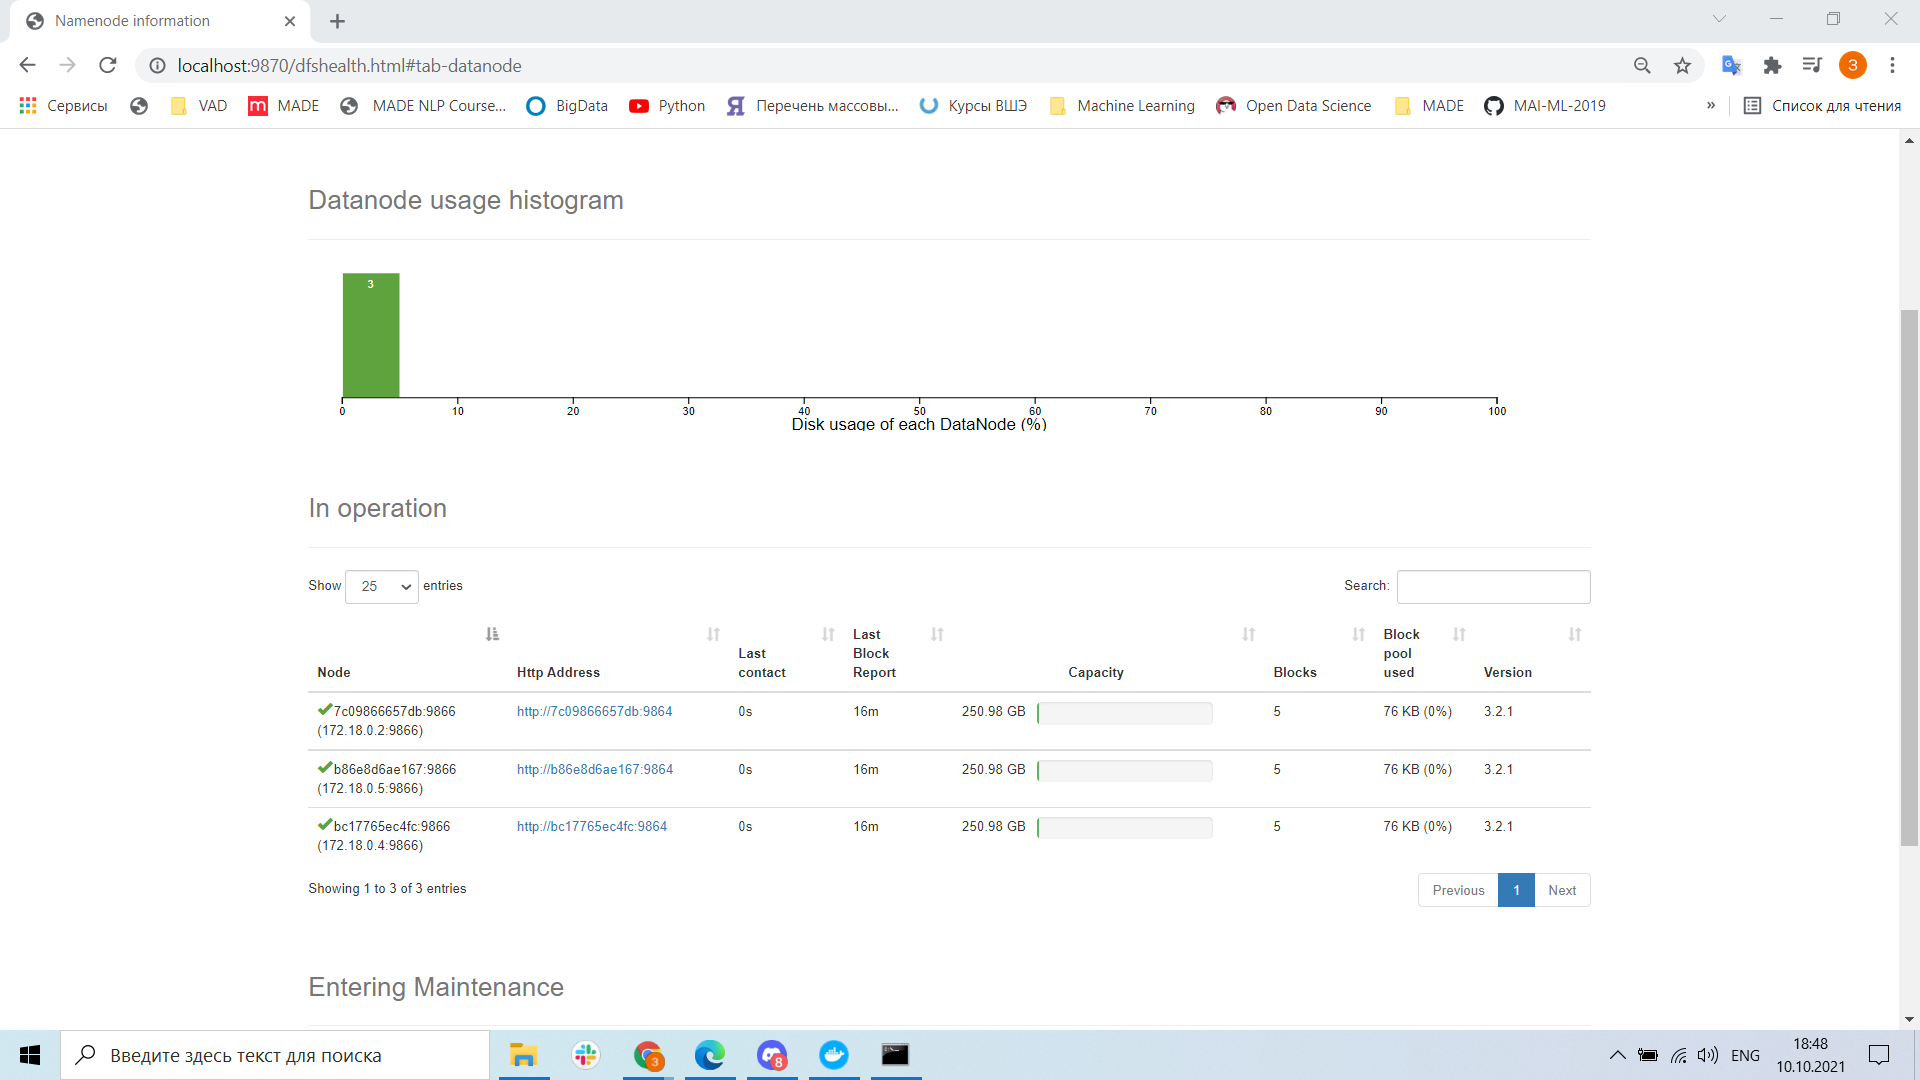 Namenode information
localhost:9870/dfshealth.html#tab-datanode
3
Сервисы VAD MADE MADE NLP Course... BigData Python Перечень массовы... Курсы ВШЭ Machine Learning Open Data Science MADE MAI-ML-2019 » Список для чтения
Datanode usage histogram
3
0 10 20 30 40 50 60 70 80 90 100
Disk usage of each DataNode (%)
In operation
Show 25 entries Search:
Node Http Address Last contact Last Block Report Capacity Blocks Block pool used Version
7c09866657db:9866 http://7c09866657db:9864 0s 16m 250.98 GB 5 76 KB (0%) 3.2.1
(172.18.0.2:9866)
b86e8d6ae167:9866 http://b86e8d6ae167:9864 0s 16m 250.98 GB 5 76 KB (0%) 3.2.1
(172.18.0.5:9866)
bc17765ec4fc:9866 http://bc17765ec4fc:9864 0s 16m 250.98 GB 5 76 KB (0%) 3.2.1
(172.18.0.4:9866)
Showing 1 to 3 of 3 entries Previous 1 Next
Entering Maintenance
Введите здесь текст для поиска 3 8 ENG 18:48
10.10.2021